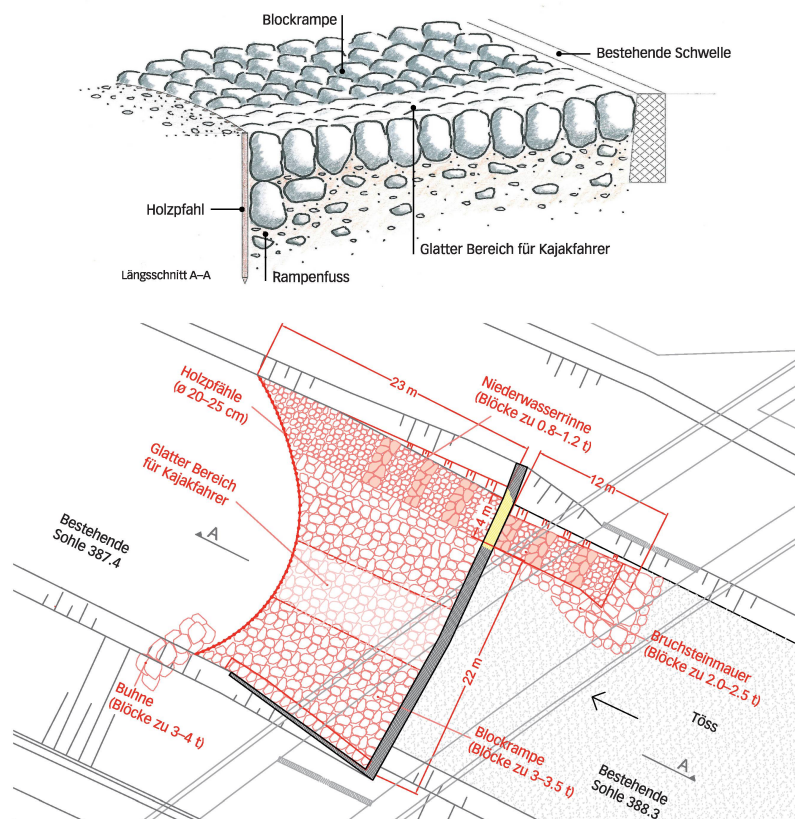 Blockrampe
Bestehende Schwelle
Holzpfahl
Glatter Bereich für Kajakfahrer
Längsschnitt A–A
Rampenfuss
23 m
Holzpfähle
(ø 20–25 cm)
Niederwasserrinne
(Blöcke zu 0.8–1.2 t)
Glatter Bereich
für Kajakfahrer
12 m
4 m
Bestehende
Sohle 387.4
A
22 m
Bruchsteinmauer
(Blöcke zu 2.0–2.5 t)
Buhne
(Blöcke zu 3–4 t)
Töss
Blockrampe
(Blöcke zu 3–3.5 t)
A
Bestehende
Sohle 388.3